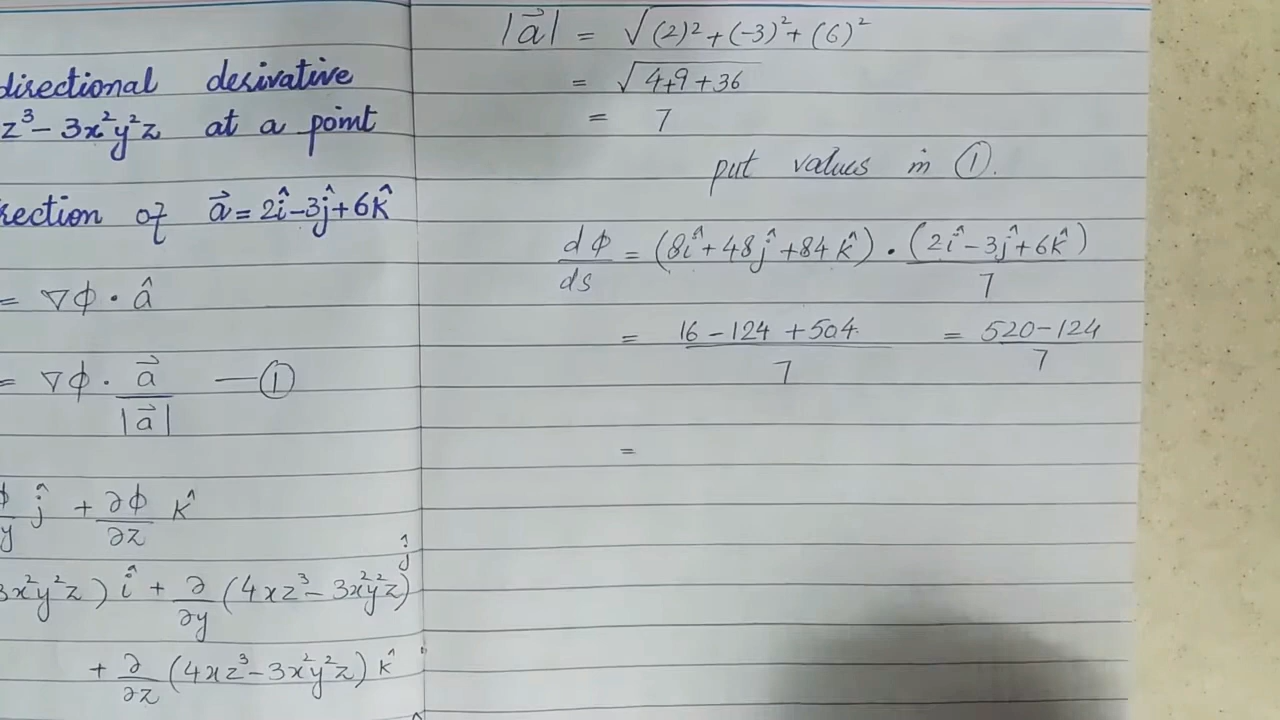 directional derivative
z³ - 3x²y²z at a point
rection of a⃗ = 2î - 3ĵ + 6k̂
= ∇ϕ · â
= ∇ϕ · a⃗/|a⃗| — ①
ϕ/y ĵ + ∂ϕ/∂z k̂
3x²y²z) î + ∂/∂y (4xz³ - 3x²y²z) ĵ
+ ∂/∂z (4xz³ - 3x²y²z) k̂
|a⃗| = √(2)² + (-3)² + (6)²
= √4+9+36
= 7
put values in ①.
dϕ/ds = (8î + 48ĵ + 84k̂) · (2î - 3ĵ + 6k̂)/7
= 16 - 124 + 504/7 = 520 - 124/7
=